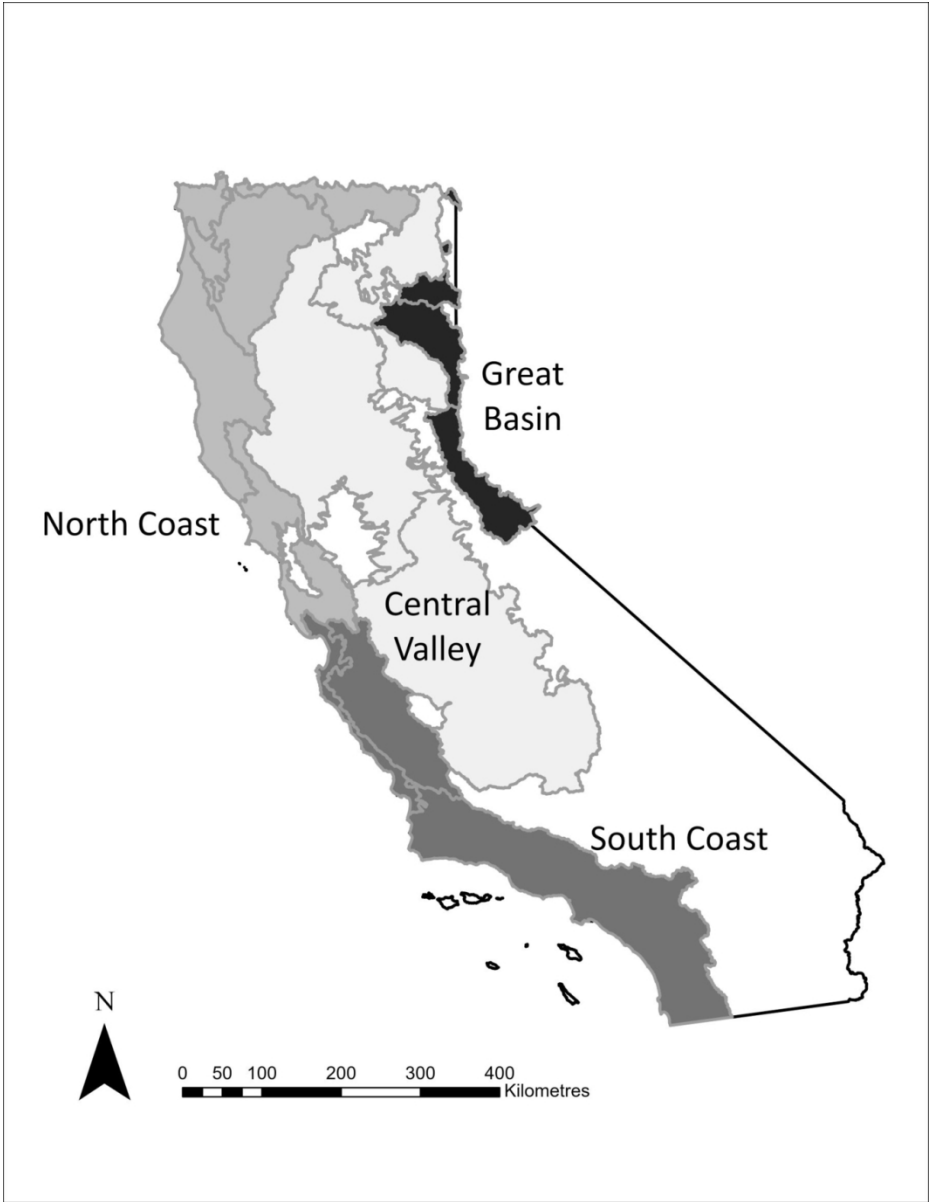 Great
Basin
North Coast
Central
Valley
South Coast
N
0 50 100 200 300 400
Kilometres